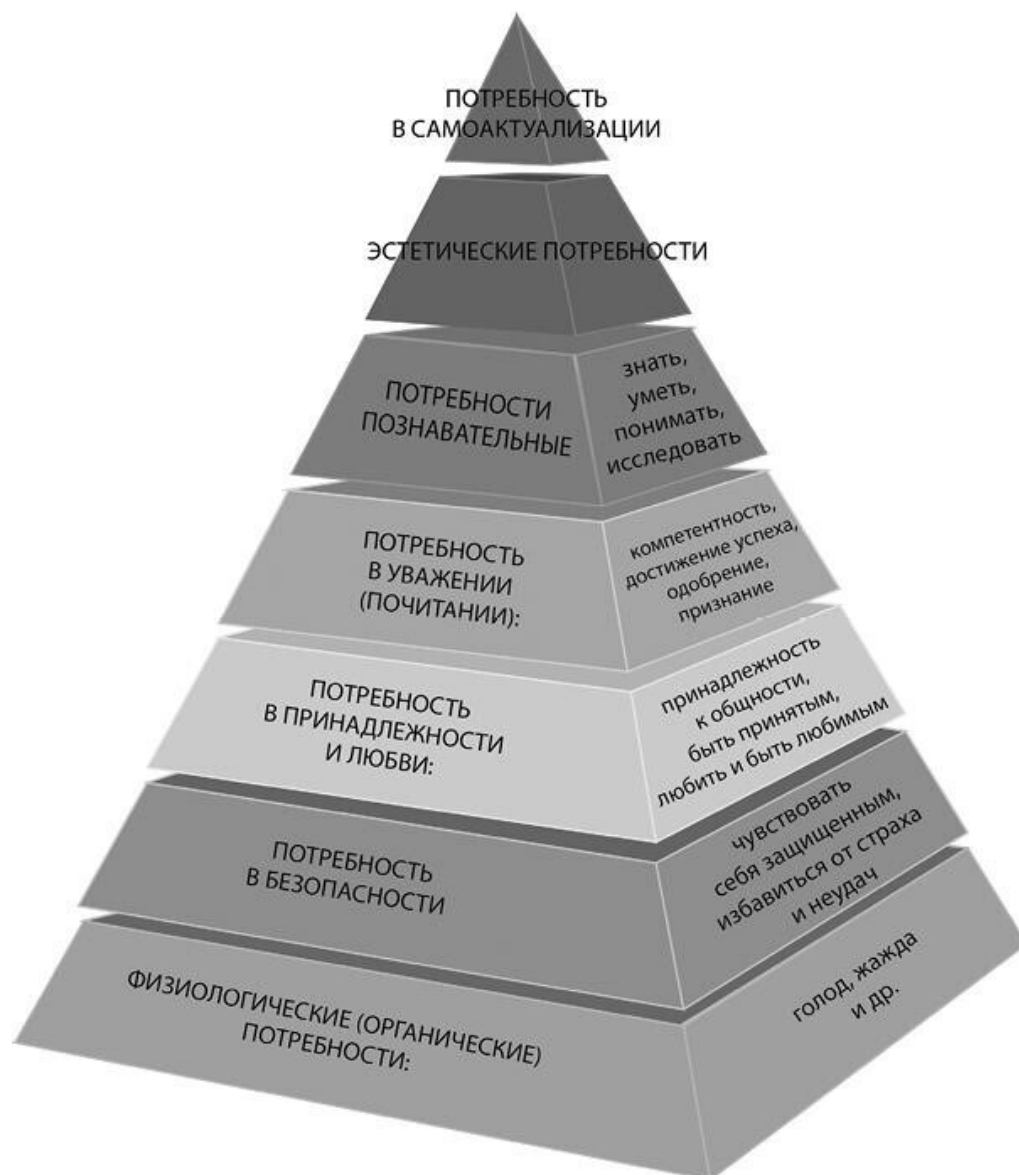 ПОТРЕБНОСТЬ
В САМОАКТУАЛИЗАЦИИ
ЭСТЕТИЧЕСКИЕ ПОТРЕБНОСТИ
ПОТРЕБНОСТИ
ПОЗНАВАТЕЛЬНЫЕ
знать,
уметь,
понимать,
исследовать
ПОТРЕБНОСТЬ
В УВАЖЕНИИ
(ПОЧИТАНИИ):
компетентность,
достижение успеха,
одобрение,
признание
ПОТРЕБНОСТЬ
В ПРИНАДЛЕЖНОСТИ
И ЛЮБВИ:
принадлежность
к общности,
быть принятым,
любить и быть любимым
ПОТРЕБНОСТЬ
В БЕЗОПАСНОСТИ
чувствовать
себя защищенным,
избавиться от страха
и неудач
ФИЗИОЛОГИЧЕСКИЕ (ОРГАНИЧЕСКИЕ)
ПОТРЕБНОСТИ:
голод, жажда
и др.